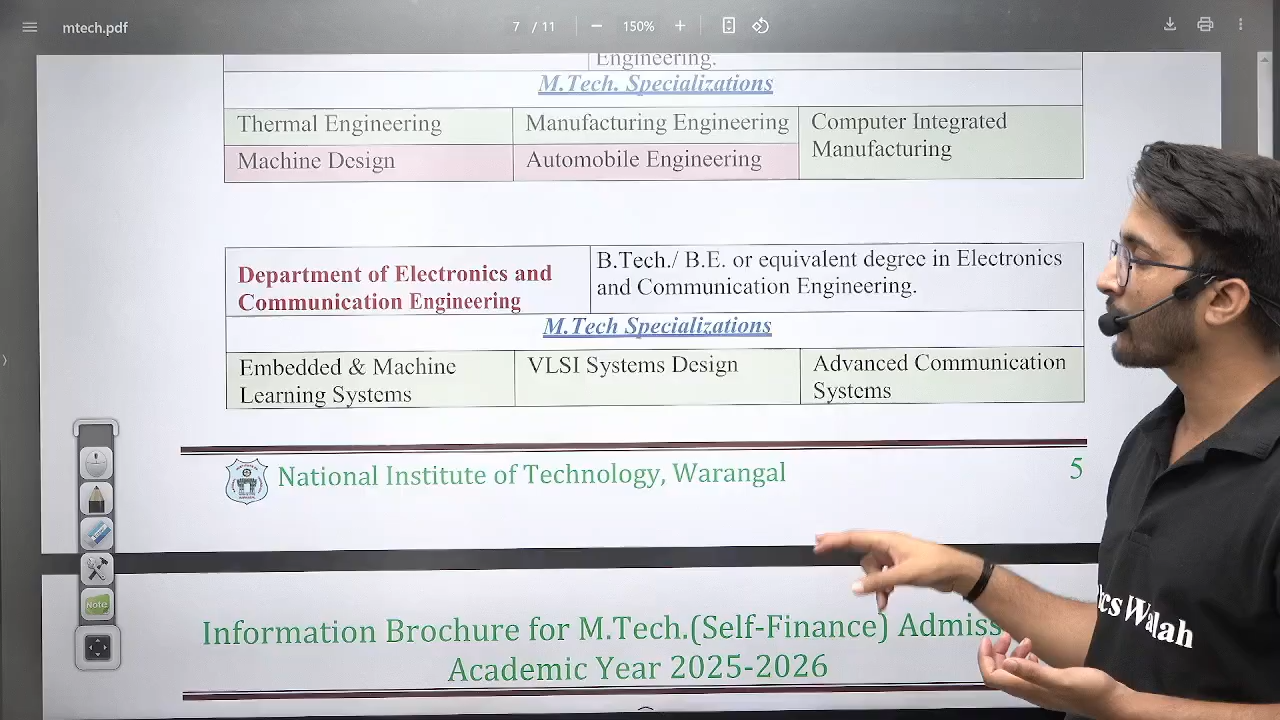 mtech.pdf
7 / 11
150%
Engineering.
M.Tech. Specializations
Thermal Engineering
Manufacturing Engineering
Computer Integrated
Manufacturing
Machine Design
Automobile Engineering
Department of Electronics and
Communication Engineering
B.Tech./ B.E. or equivalent degree in Electronics
and Communication Engineering.
M.Tech Specializations
Embedded & Machine
Learning Systems
VLSI Systems Design
Advanced Communication
Systems
National Institute of Technology, Warangal
5
Note
Information Brochure for M.Tech.(Self-Finance)
Academic Year 2025-2026